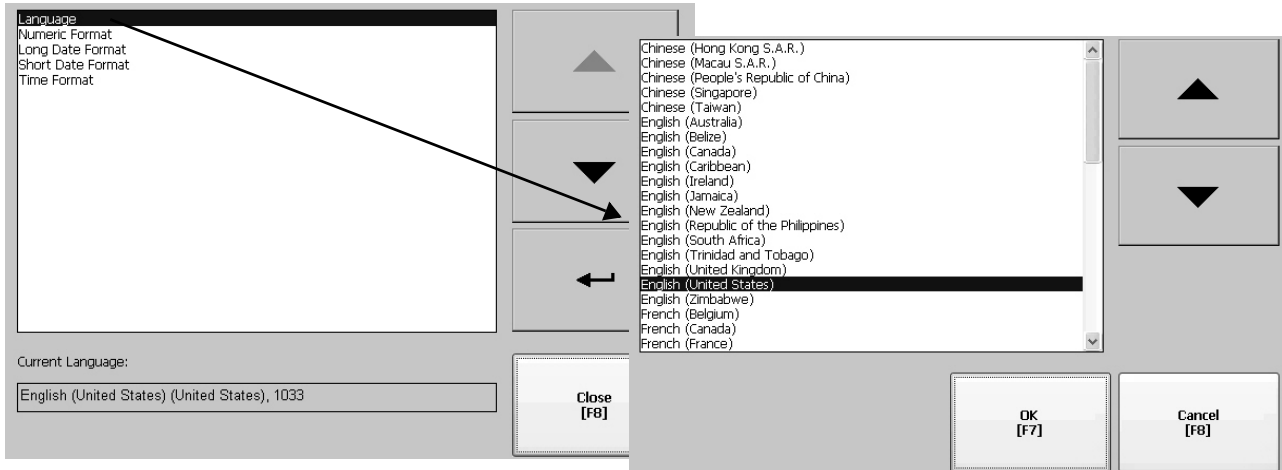 Language
Numeric Format
Long Date Format
Short Date Format
Time Format
Current Language:
English (United States) (United States), 1033
Close
[F8]
Chinese (Hong Kong S.A.R.)
Chinese (Macau S.A.R.)
Chinese (People's Republic of China)
Chinese (Singapore)
Chinese (Taiwan)
English (Australia)
English (Belize)
English (Canada)
English (Caribbean)
English (Ireland)
English (Jamaica)
English (New Zealand)
English (Republic of the Philippines)
English (South Africa)
English (Trinidad and Tobago)
English (United Kingdom)
English (United States)
English (Zimbabwe)
French (Belgium)
French (Canada)
French (France)
OK
[F7]
Cancel
[F8]